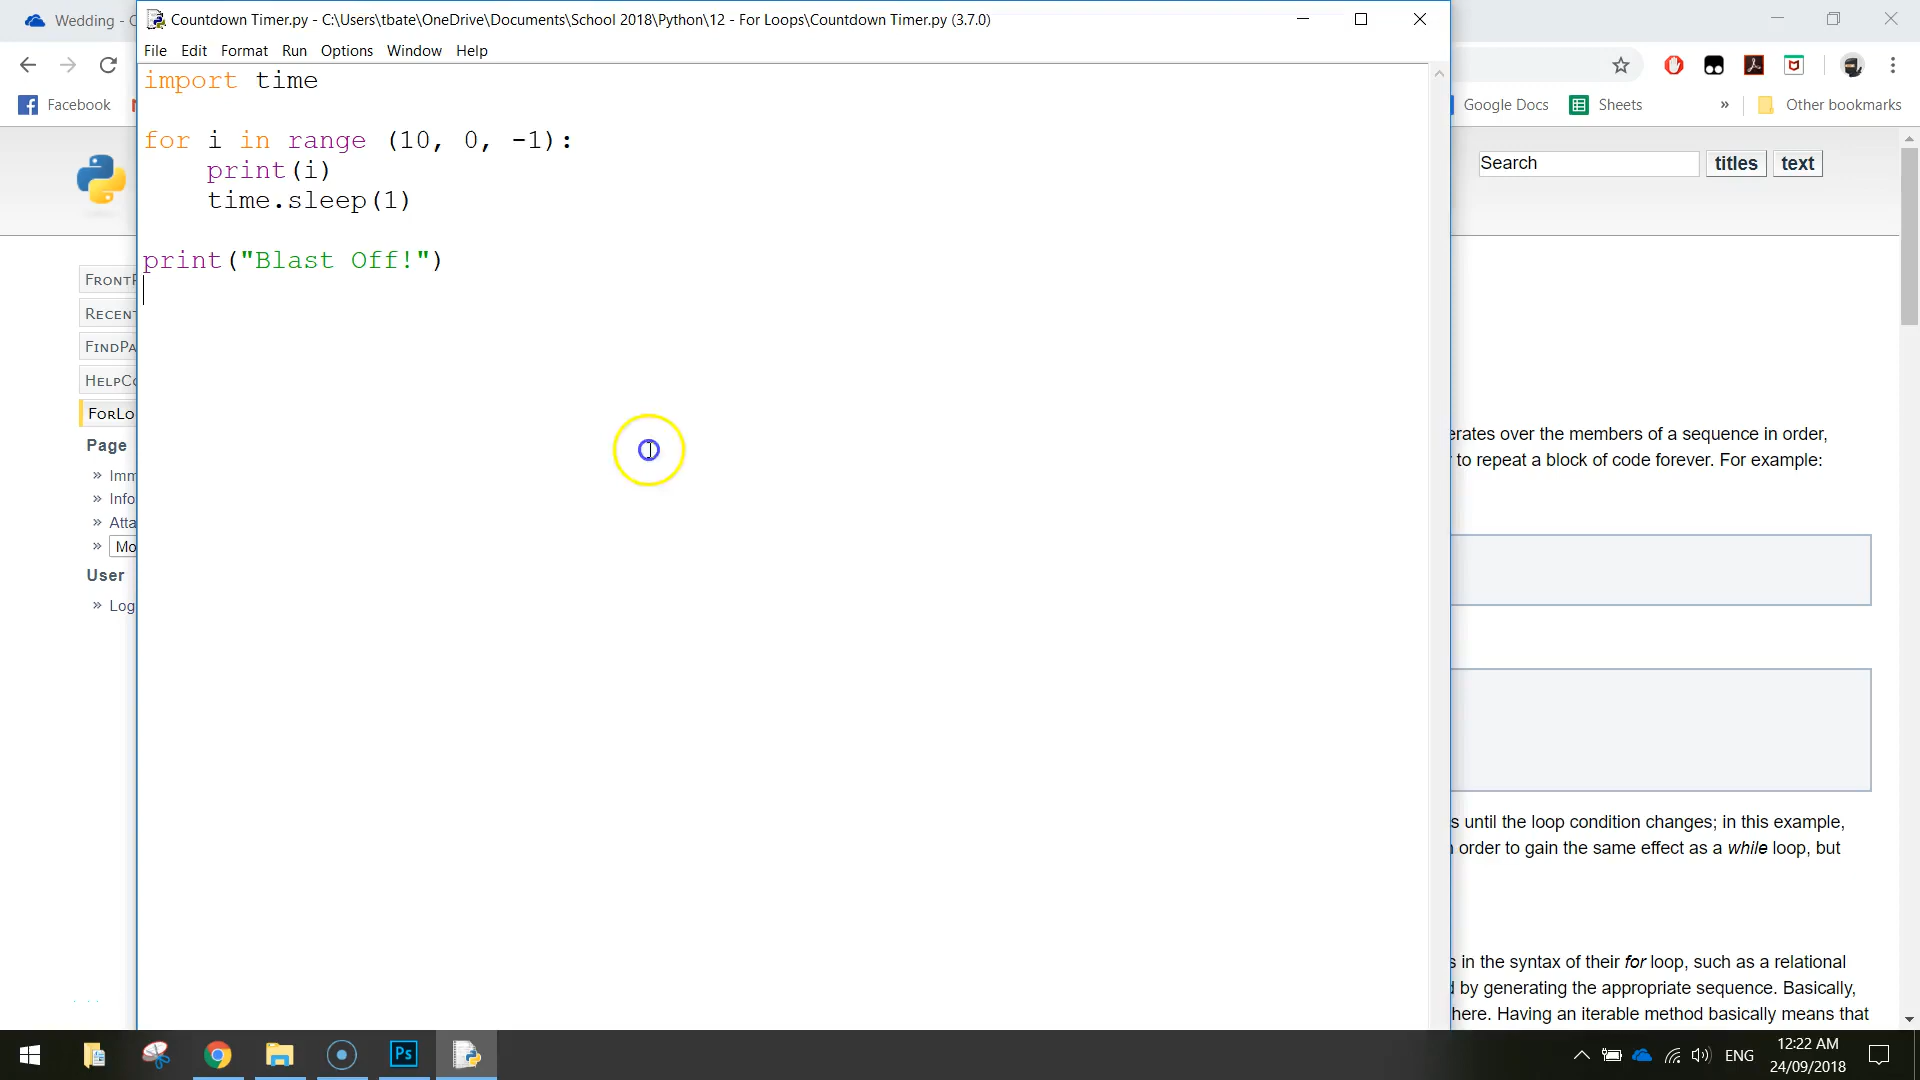 Wedding - C
Countdown Timer.py - C:\Users\tbate\OneDrive\Documents\School 2018\Python\12 - For Loops\Countdown Timer.py (3.7.0)
File Edit Format Run Options Window Help
Facebook
Google Docs Sheets » Other bookmarks
import time
for i in range (10, 0, -1):
print(i)
time.sleep(1)
print("Blast Off!")
Search titles text
FRONTP
RECENT
FINDPA
HELPCO
FORLO
Page
» Imm
» Info
» Atta
» Mo
User
» Log
erates over the members of a sequence in order,
to repeat a block of code forever. For example:
s until the loop condition changes; in this example,
order to gain the same effect as a while loop, but
s in the syntax of their for loop, such as a relational
d by generating the appropriate sequence. Basically,
here. Having an iterable method basically means that
Ps
ENG
12:22 AM
24/09/2018